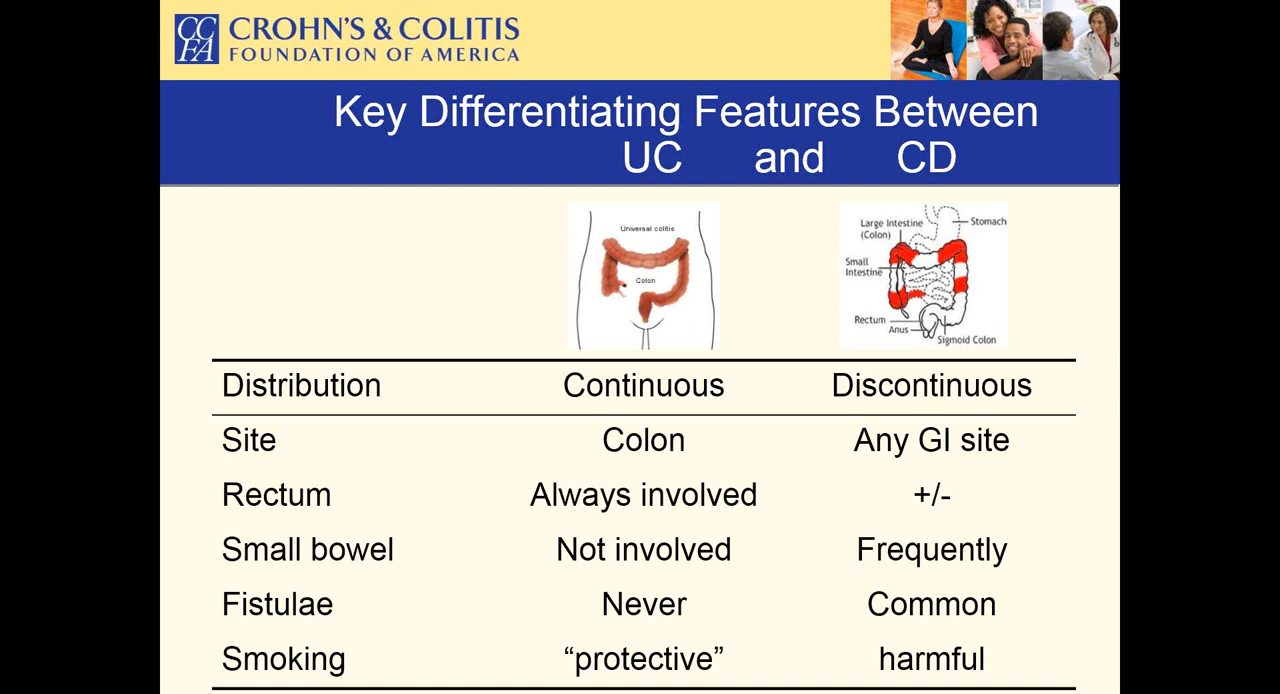 CC
FA
CROHN'S & COLITIS
FOUNDATION OF AMERICA
Key Differentiating Features Between
UC and CD
Universal colitis
Colon
Large Intestine
(Colon)
Stomach
Small
Intestine
Rectum
Anus
Sigmoid Colon
Distribution Continuous Discontinuous
Site Colon Any GI site
Rectum Always involved +/-
Small bowel Not involved Frequently
Fistulae Never Common
Smoking “protective” harmful